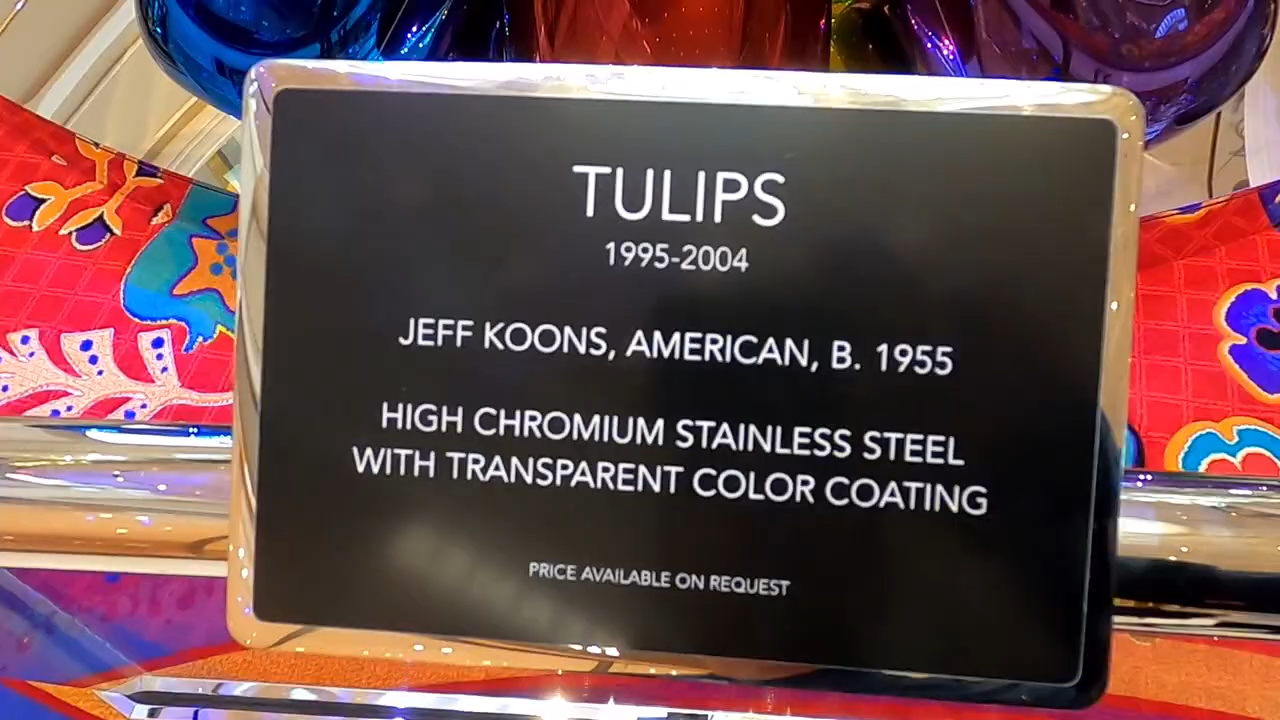 TULIPS
1995-2004
JEFF KOONS, AMERICAN, B. 1955
HIGH CHROMIUM STAINLESS STEEL
WITH TRANSPARENT COLOR COATING
PRICE AVAILABLE ON REQUEST